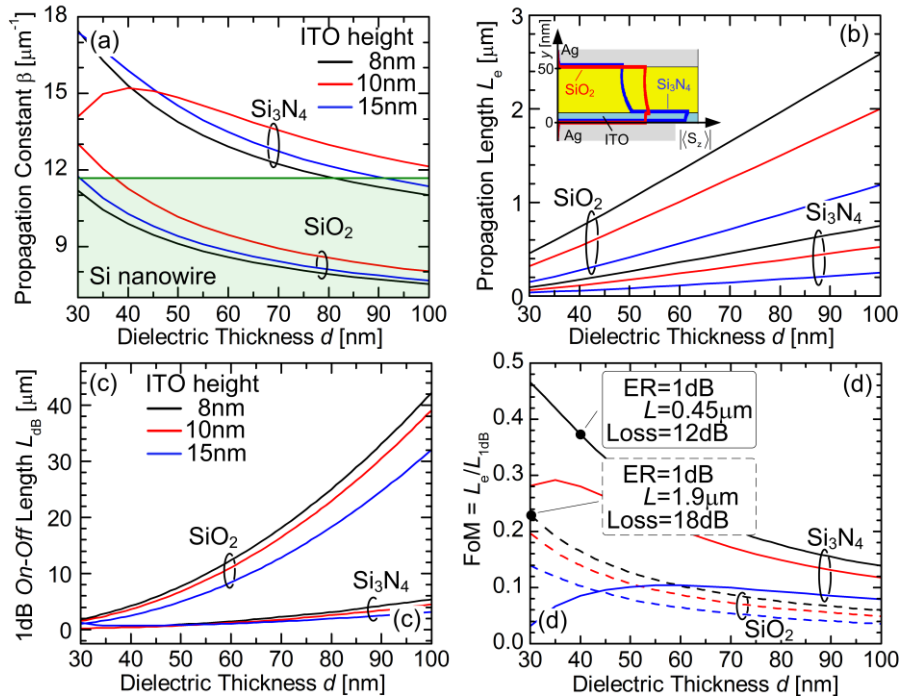 (a)
ITO height
8nm
10nm
15nm
Si₃N₄
SiO₂
Si nanowire
18
15
12
9
30 40 50 60 70 80 90 100
Propagation Constant β [μm⁻¹]
Dielectric Thickness d [nm]
(b)
Ag
y [nm]
50
SiO₂
Si₃N₄
0
ITO
Ag
|⟨S_z⟩|
SiO₂
Si₃N₄
3
2
1
0
30 40 50 60 70 80 90 100
Propagation Length Lₑ [μm]
Dielectric Thickness d [nm]
(c)
ITO height
8nm
10nm
15nm
SiO₂
Si₃N₄
(c)
40
30
20
10
0
30 40 50 60 70 80 90 100
1dB On-Off Length L_dB [μm]
Dielectric Thickness d [nm]
(d)
ER=1dB
L=0.45μm
Loss=12dB
ER=1dB
L=1.9μm
Loss=18dB
Si₃N₄
SiO₂
(d)
0.5
0.4
0.3
0.2
0.1
0.0
30 40 50 60 70 80 90 100
FoM = Lₑ/L_1dB
Dielectric Thickness d [nm]